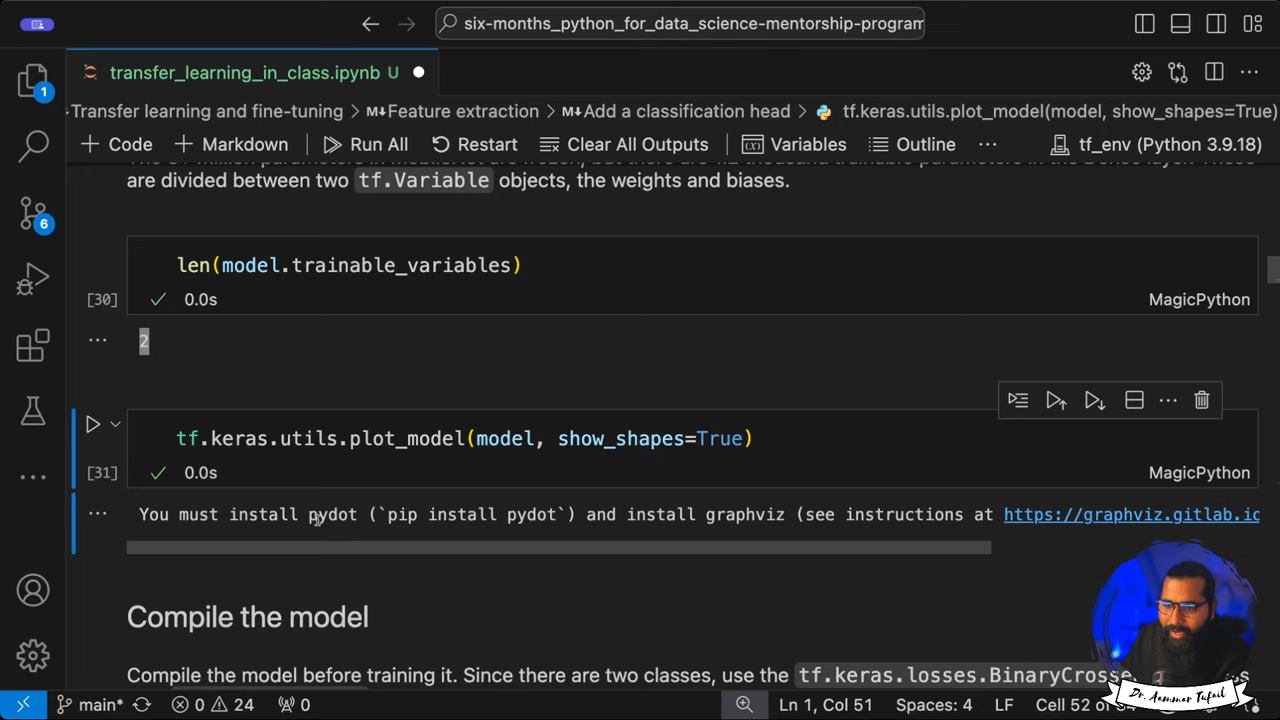 six-months_python_for_data_science-mentorship-program
transfer_learning_in_class.ipynb U
Transfer learning and fine-tuning > M↓Feature extraction > M↓Add a classification head > tf.keras.utils.plot_model(model, show_shapes=True)
+ Code + Markdown Run All Restart Clear All Outputs Variables Outline ··· tf_env (Python 3.9.18)
are divided between two tf.Variable objects, the weights and biases.
len(model.trainable_variables)
[30] ✓ 0.0s MagicPython
··· 2
tf.keras.utils.plot_model(model, show_shapes=True)
[31] ✓ 0.0s MagicPython
··· You must install pydot (`pip install pydot`) and install graphviz (see instructions at https://graphviz.gitlab.io
Compile the model
Compile the model before training it. Since there are two classes, use the tf.keras.losses.BinaryCrosse
1
6
main* 0 24 0 Ln 1, Col 51 Spaces: 4 LF Cell 52 of
Dr. Aammar Tufail